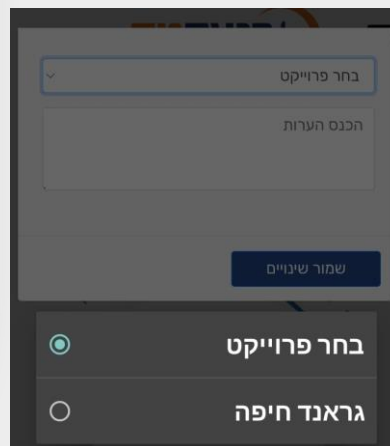 בחר פרוייקט
הכנס הערות
שמור שינויים
בחר פרוייקט
גראנד חיפה